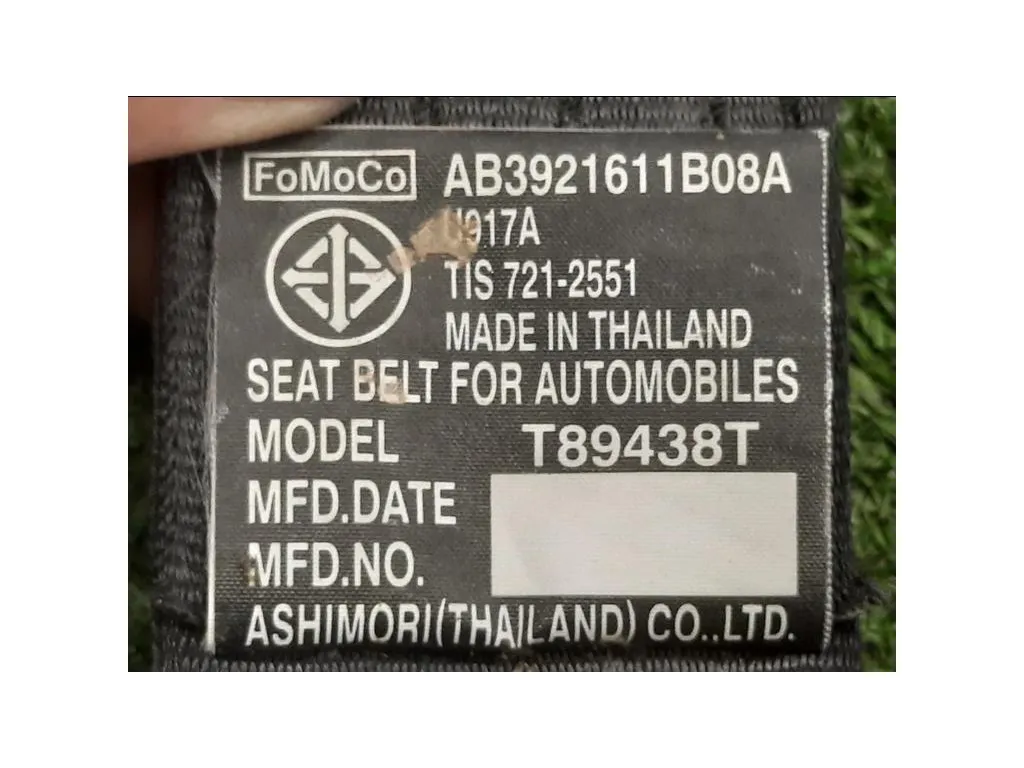 FoMoCo AB3921611B08A
U917A
TIS 721-2551
MADE IN THAILAND
SEAT BELT FOR AUTOMOBILES
MODEL T89438T
MFD.DATE
MFD.NO.
ASHIMORI(THAILAND) CO.,LTD.